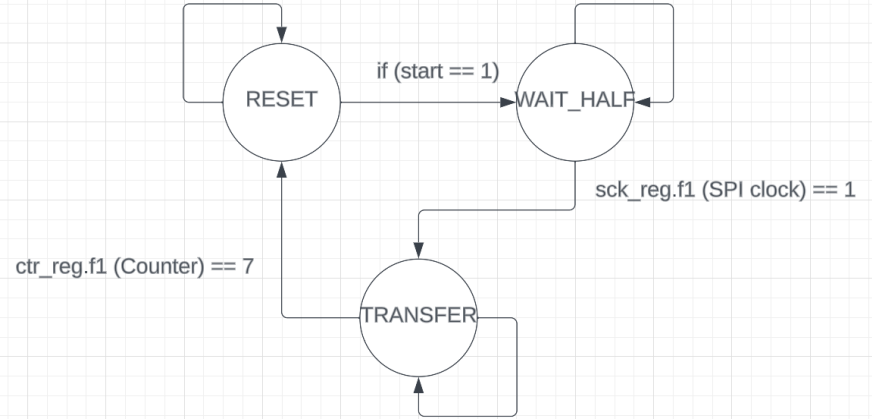 if (start == 1)
RESET
WAIT_HALF
sck_reg.f1 (SPI clock) == 1
ctr_reg.f1 (Counter) == 7
TRANSFER